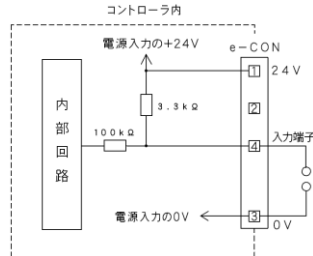 コントローラ内
電源入力の+24V
e-CON
1 24V
2
3.3kΩ
内部回路
100kΩ
4 入力端子
電源入力の0V
3 0V